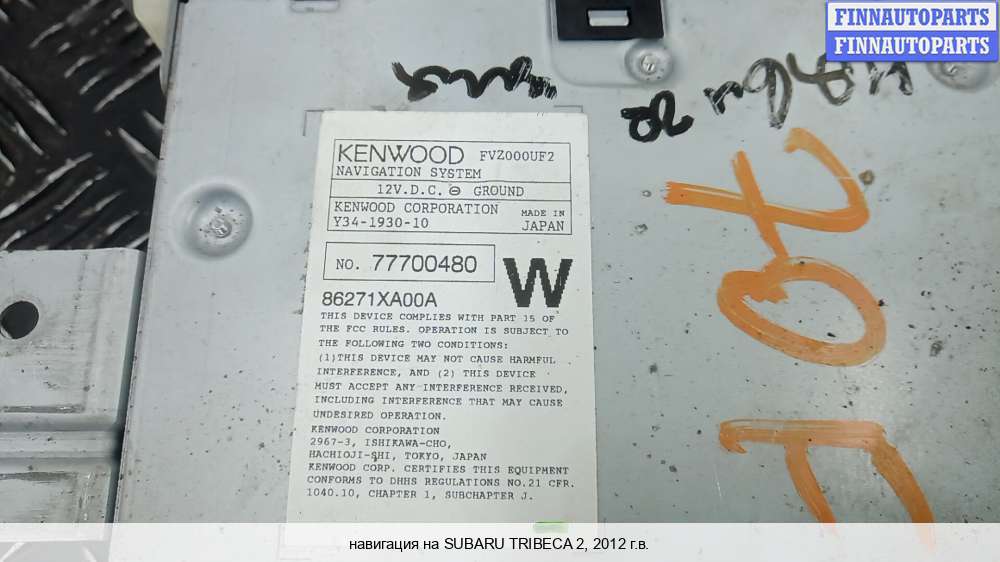 FINNAUTOPARTS
FINNAUTOPARTS
KENWOOD FVZ000UF2
NAVIGATION SYSTEM
12V.D.C. ⊖ GROUND
KENWOOD CORPORATION
Y34-1930-10
MADE IN
JAPAN
NO. 77700480
W
86271XA00A
THIS DEVICE COMPLIES WITH PART 15 OF
THE FCC RULES. OPERATION IS SUBJECT TO
THE FOLLOWING TWO CONDITIONS:
(1)THIS DEVICE MAY NOT CAUSE HARMFUL
INTERFERENCE, AND (2) THIS DEVICE
MUST ACCEPT ANY INTERFERENCE RECEIVED,
INCLUDING INTERFERENCE THAT MAY CAUSE
UNDESIRED OPERATION.
KENWOOD CORPORATION
2967-3, ISHIKAWA-CHO,
HACHIOJI-SHI, TOKYO, JAPAN
KENWOOD CORP. CERTIFIES THIS EQUIPMENT
CONFORMS TO DHHS REGULATIONS NO.21 CFR.
1040.10, CHAPTER 1, SUBCHAPTER J.
навигация на SUBARU TRIBECA 2, 2012 г.в.